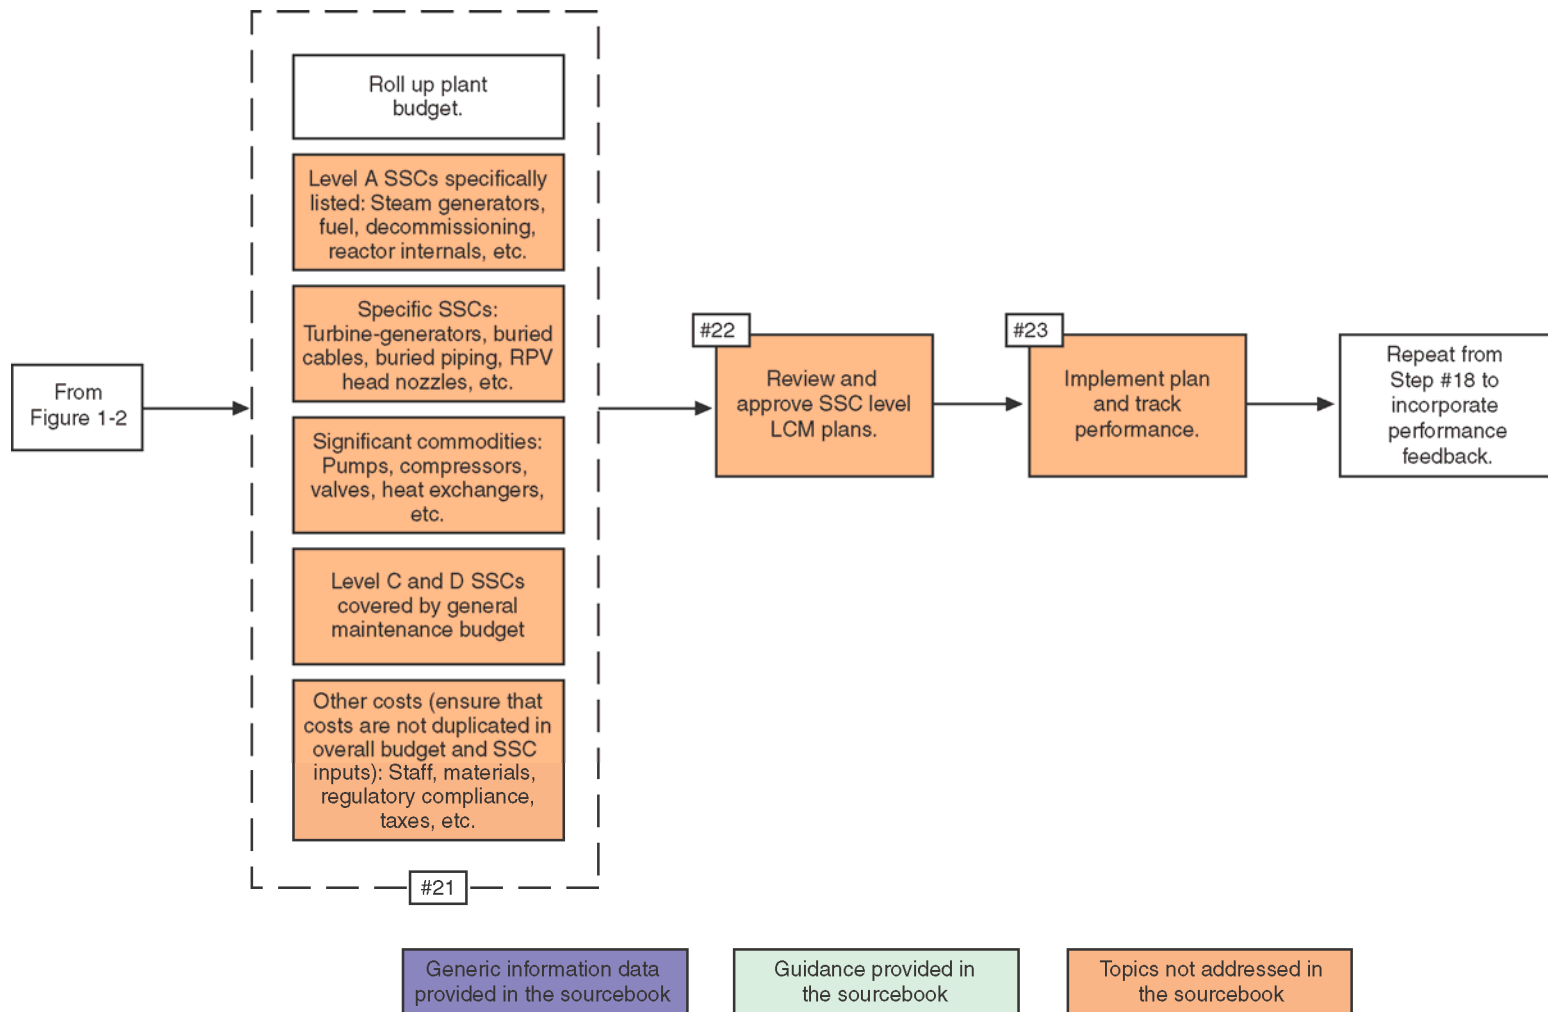 Roll up plant
budget.
Level A SSCs specifically
listed: Steam generators,
fuel, decommissioning,
reactor internals, etc.
Specific SSCs:
Turbine-generators, buried
cables, buried piping, RPV
head nozzles, etc.
From
Figure 1-2
Significant commodities:
Pumps, compressors,
valves, heat exchangers,
etc.
Level C and D SSCs
covered by general
maintenance budget
Other costs (ensure that
costs are not duplicated in
overall budget and SSC
inputs): Staff, materials,
regulatory compliance,
taxes, etc.
#21
#22
Review and
approve SSC level
LCM plans.
#23
Implement plan
and track
performance.
Repeat from
Step #18 to
incorporate
performance
feedback.
Generic information data
provided in the sourcebook
Guidance provided in
the sourcebook
Topics not addressed in
the sourcebook